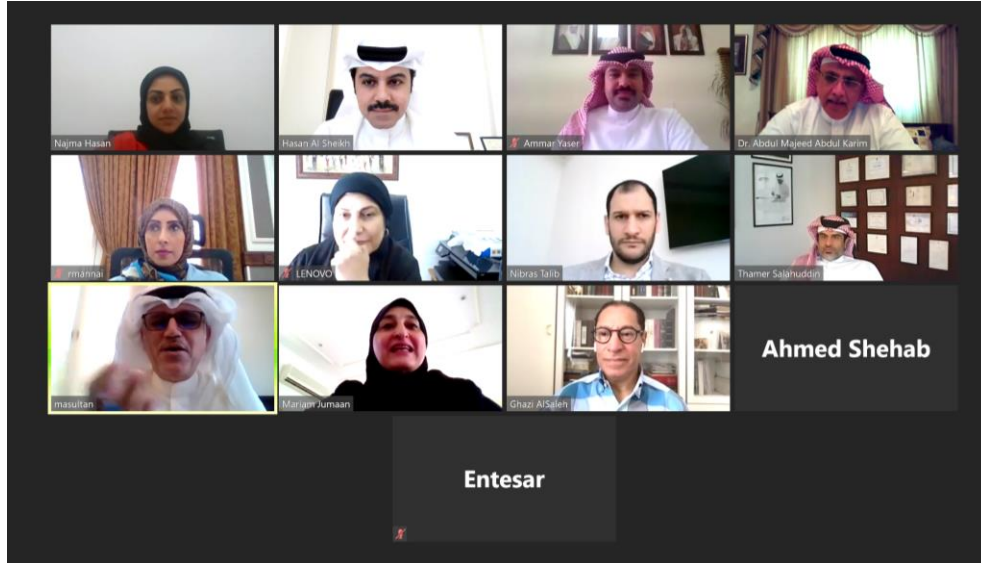 Najma Hasan
Hasan Al Sheikh
Ammar Yaser
Dr. Abdul Majeed Abdul Karim
rmannai
LENOVO
Nibras Talib
Thamer Salahuddin
masultan
Mariam Jumaan
Ghazi AlSaleh
Ahmed Shehab
Entesar